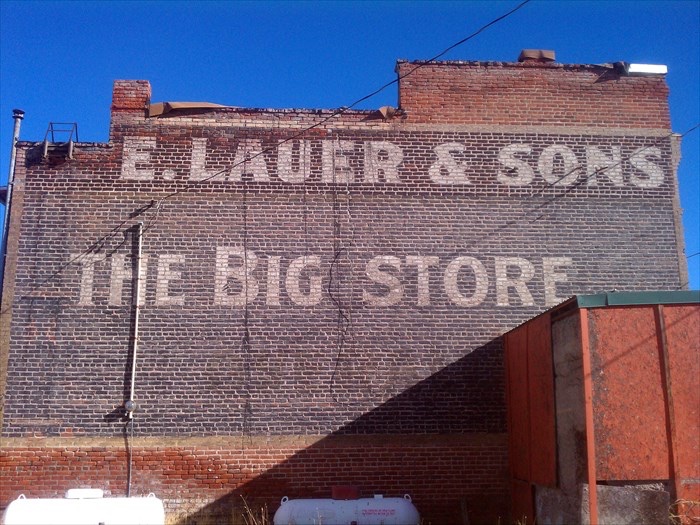 E. LAUER & SONS
THE BIG STORE